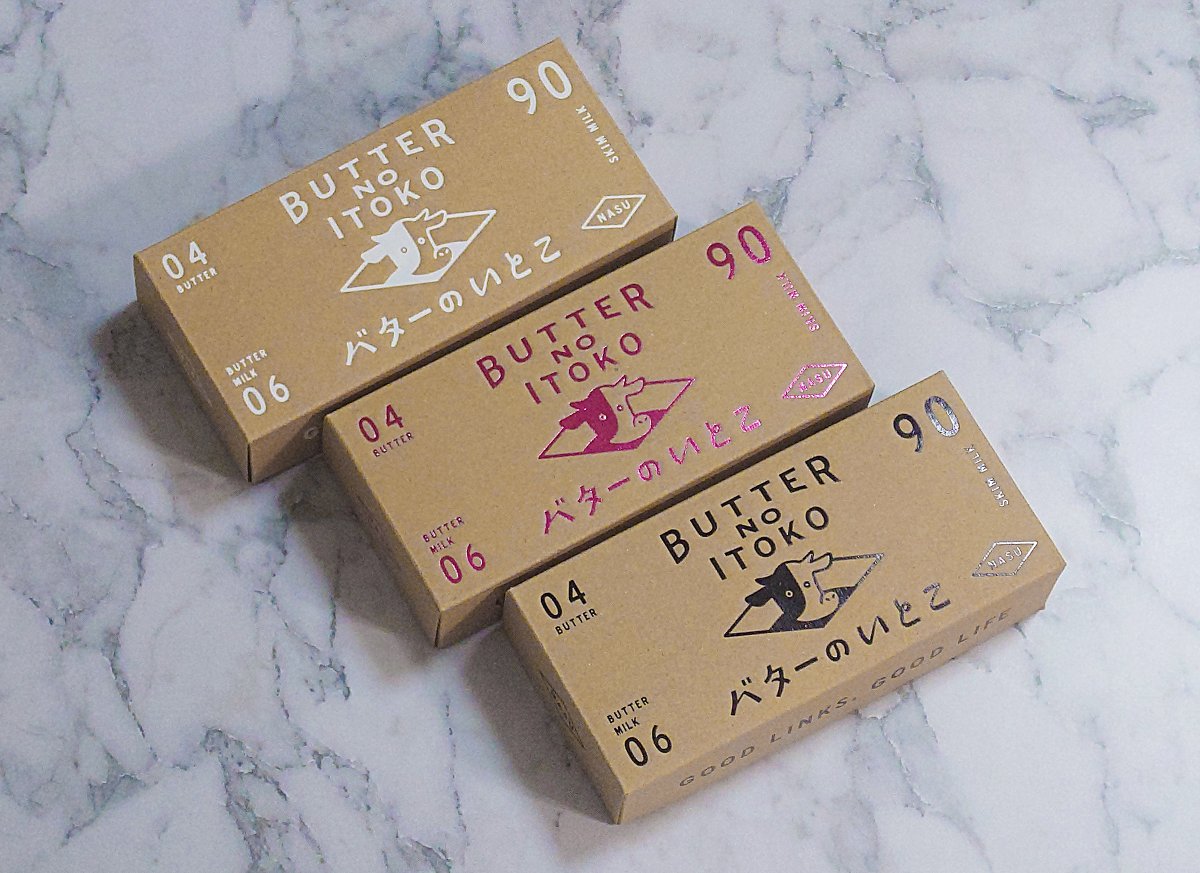 90
SKIM MILK
BUTTER
NO
ITOKO
NASU
04
BUTTER
バターのいとこ
BUTTER
MILK
06
90
SKIM MILK
BUTTER
NO
ITOKO
NASU
04
BUTTER
バターのいとこ
BUTTER
MILK
06
90
SKIM MILK
BUTTER
NO
ITOKO
NASU
04
BUTTER
バターのいとこ
BUTTER
MILK
06
GOOD LINKS, GOOD LIFE